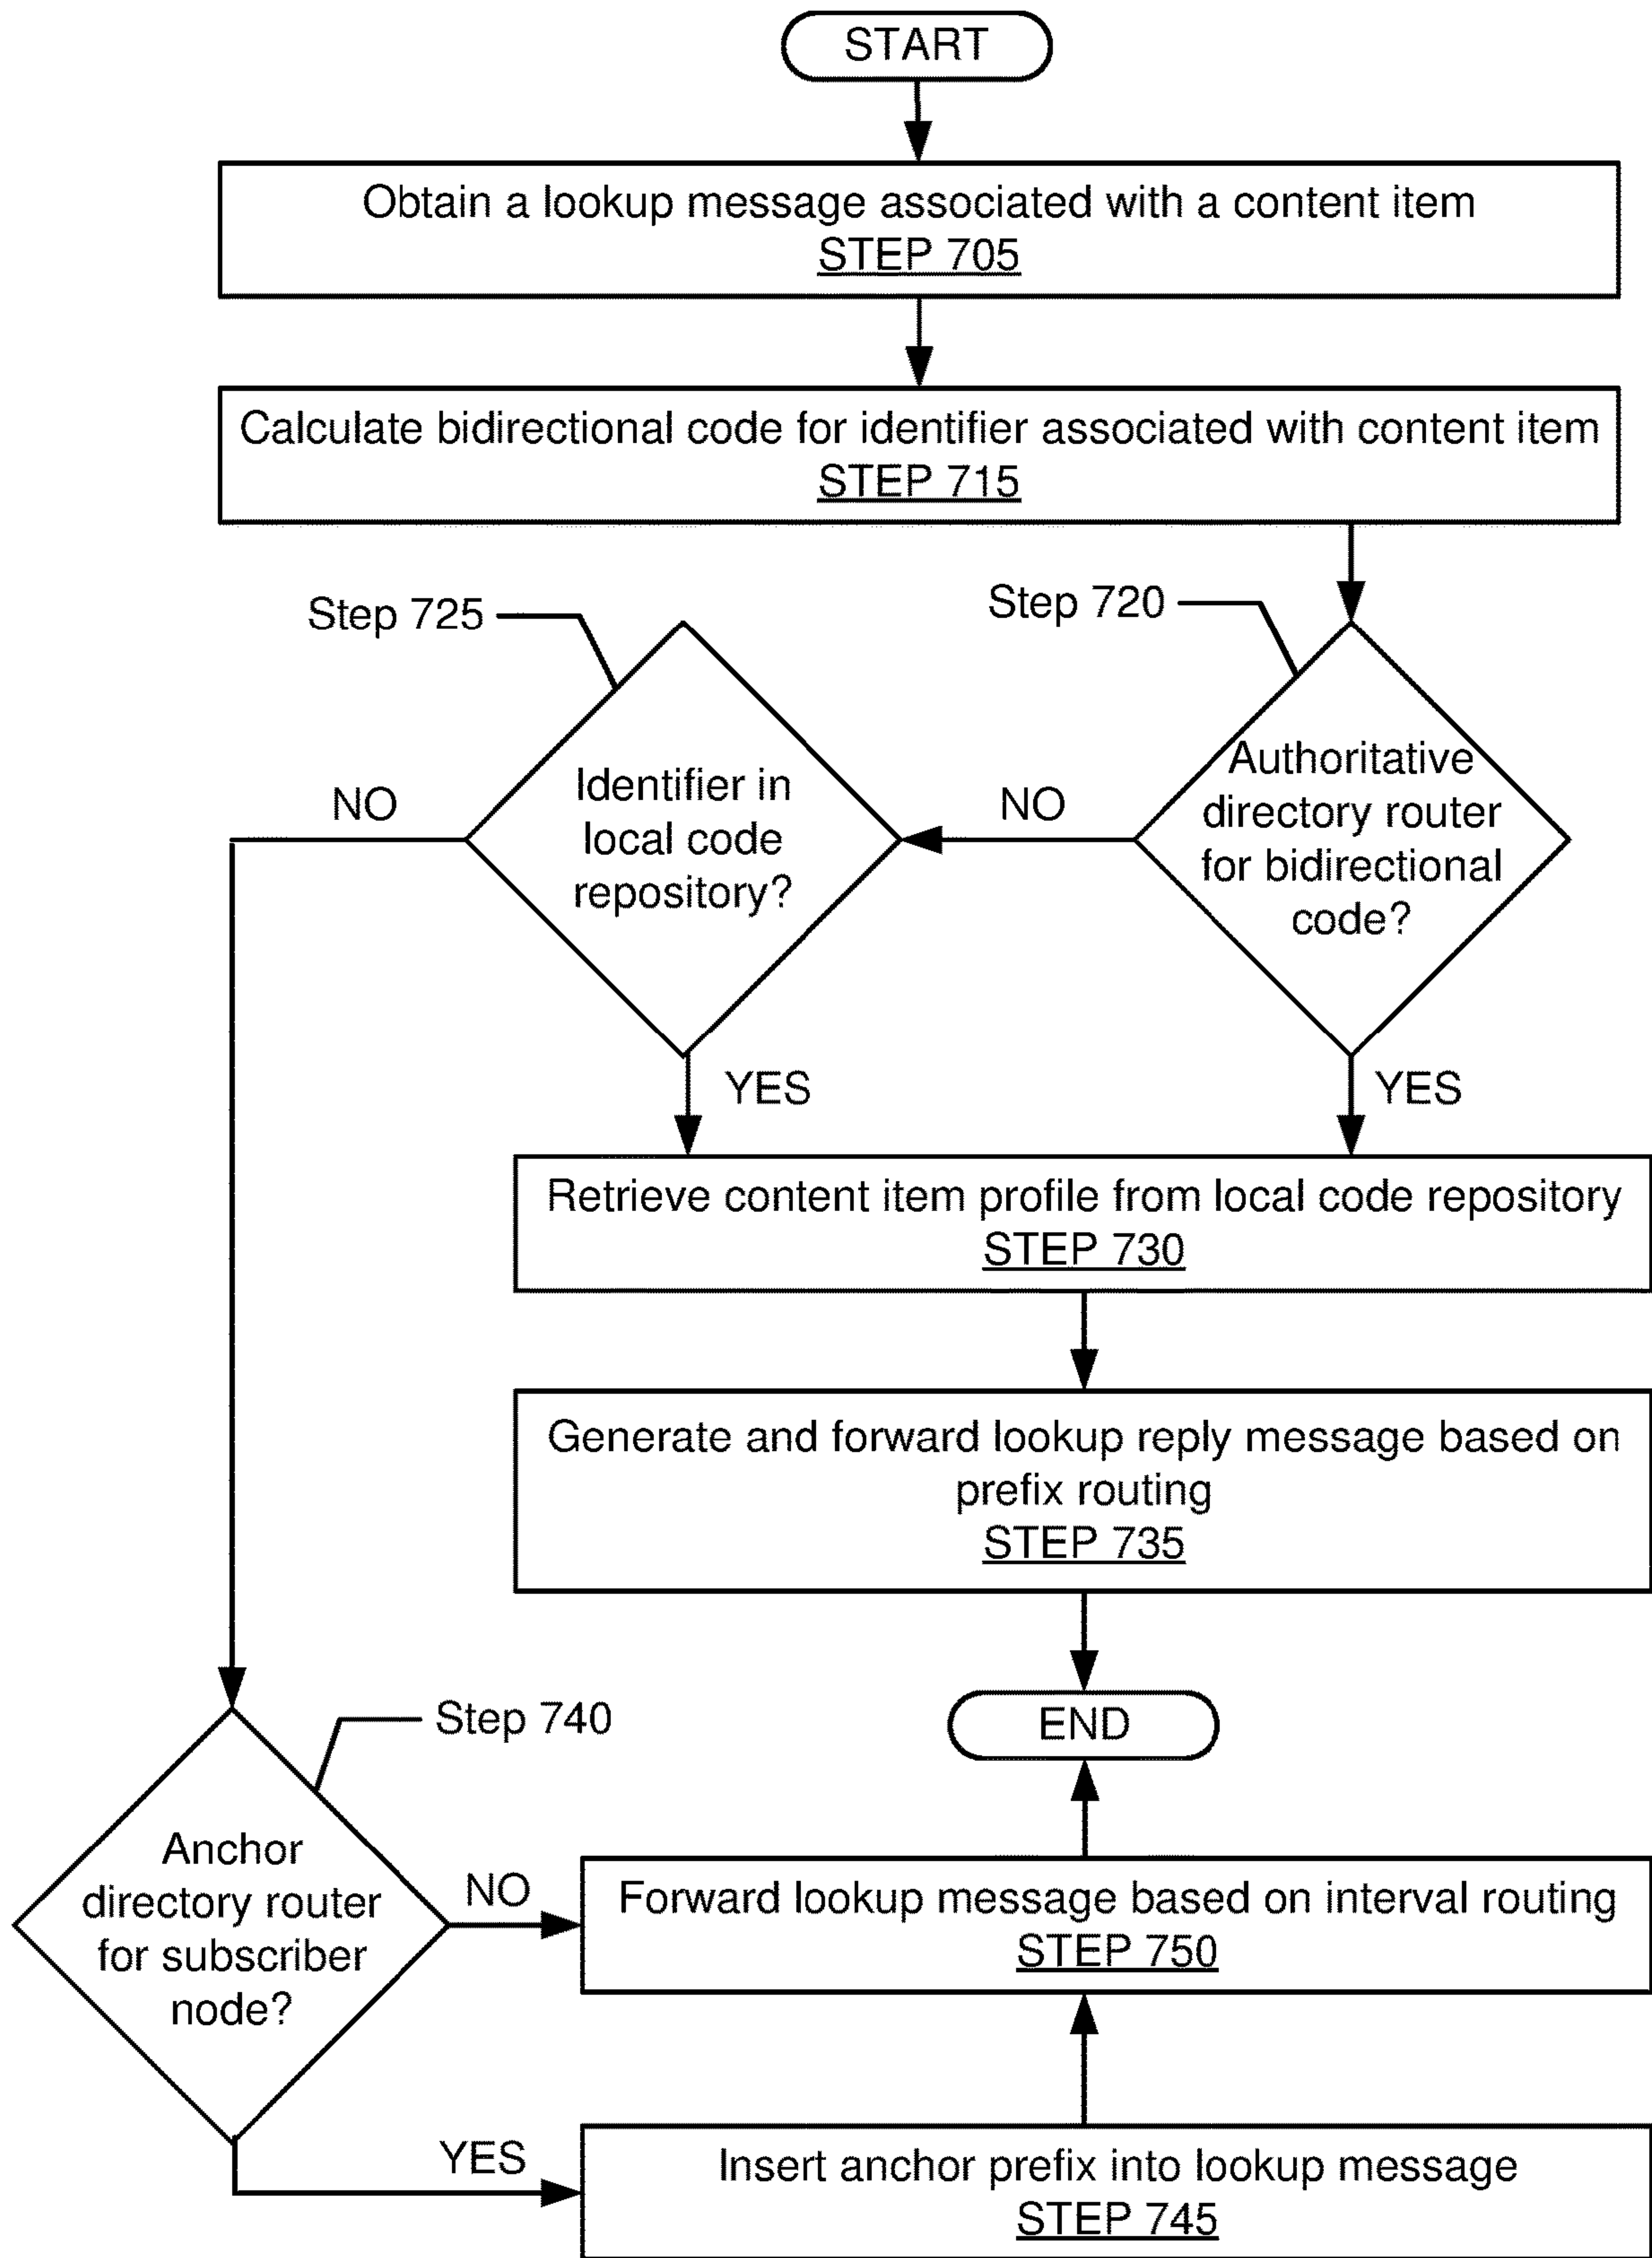 START
Obtain a lookup message associated with a content item
STEP 705
Calculate bidirectional code for identifier associated with content item
STEP 715
Step 725
Step 720
Identifier in
local code
repository?
Authoritative
directory router
for bidirectional
code?
NO
NO
YES
YES
Retrieve content item profile from local code repository
STEP 730
Generate and forward lookup reply message based on
prefix routing
STEP 735
Step 740
END
Anchor
directory router
for subscriber
node?
NO
Forward lookup message based on interval routing
STEP 750
YES
Insert anchor prefix into lookup message
STEP 745